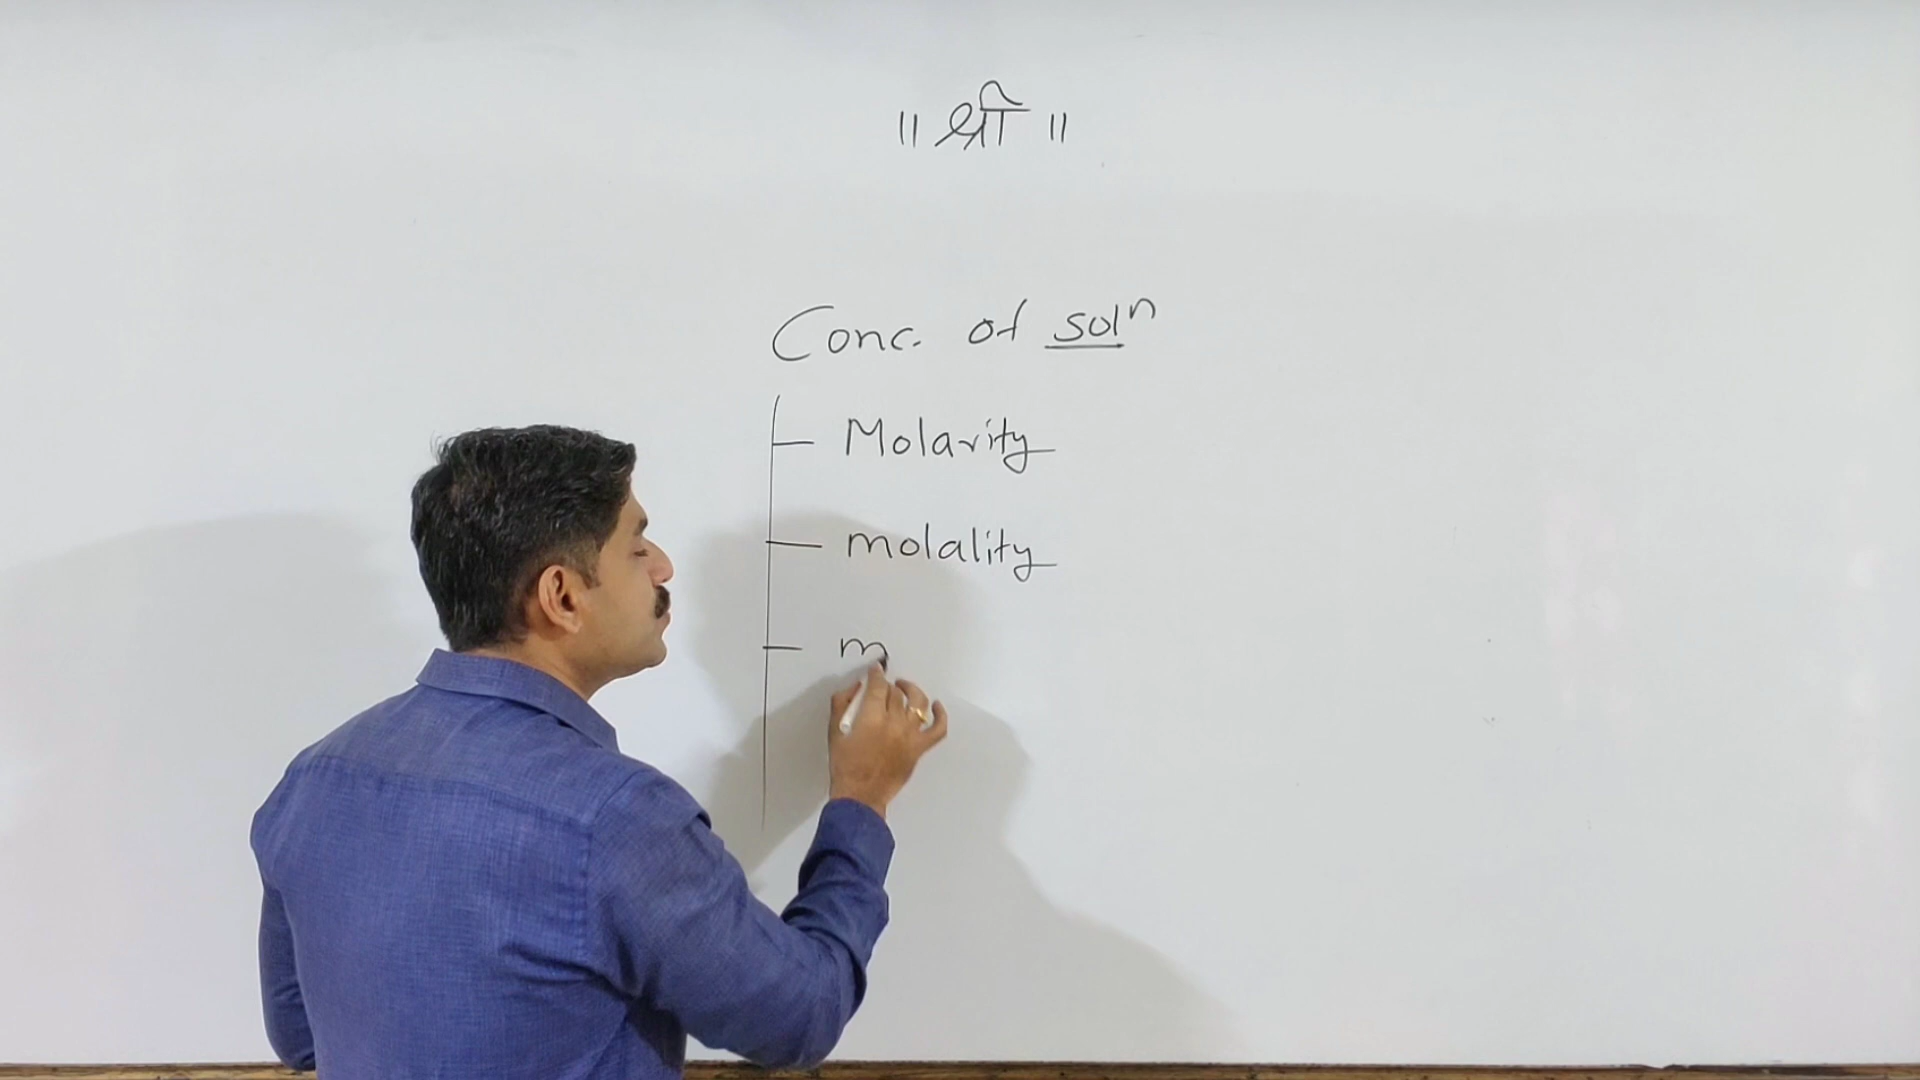 ॥ श्री ॥
Conc. of solⁿ
Molarity
molality
m